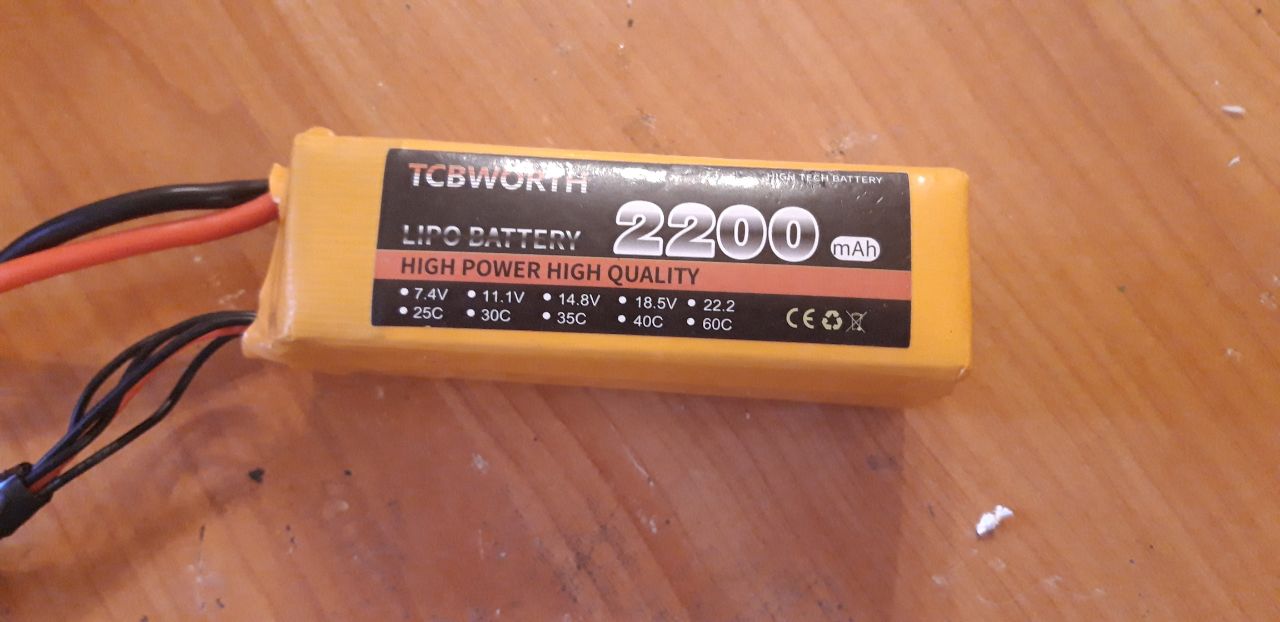 TCBWORTH
HIGH TECH BATTERY
LIPO BATTERY
2200 mAh
HIGH POWER HIGH QUALITY
● 7.4V ● 11.1V ● 14.8V ● 18.5V ● 22.2
● 25C ● 30C ● 35C ● 40C ● 60C
CE